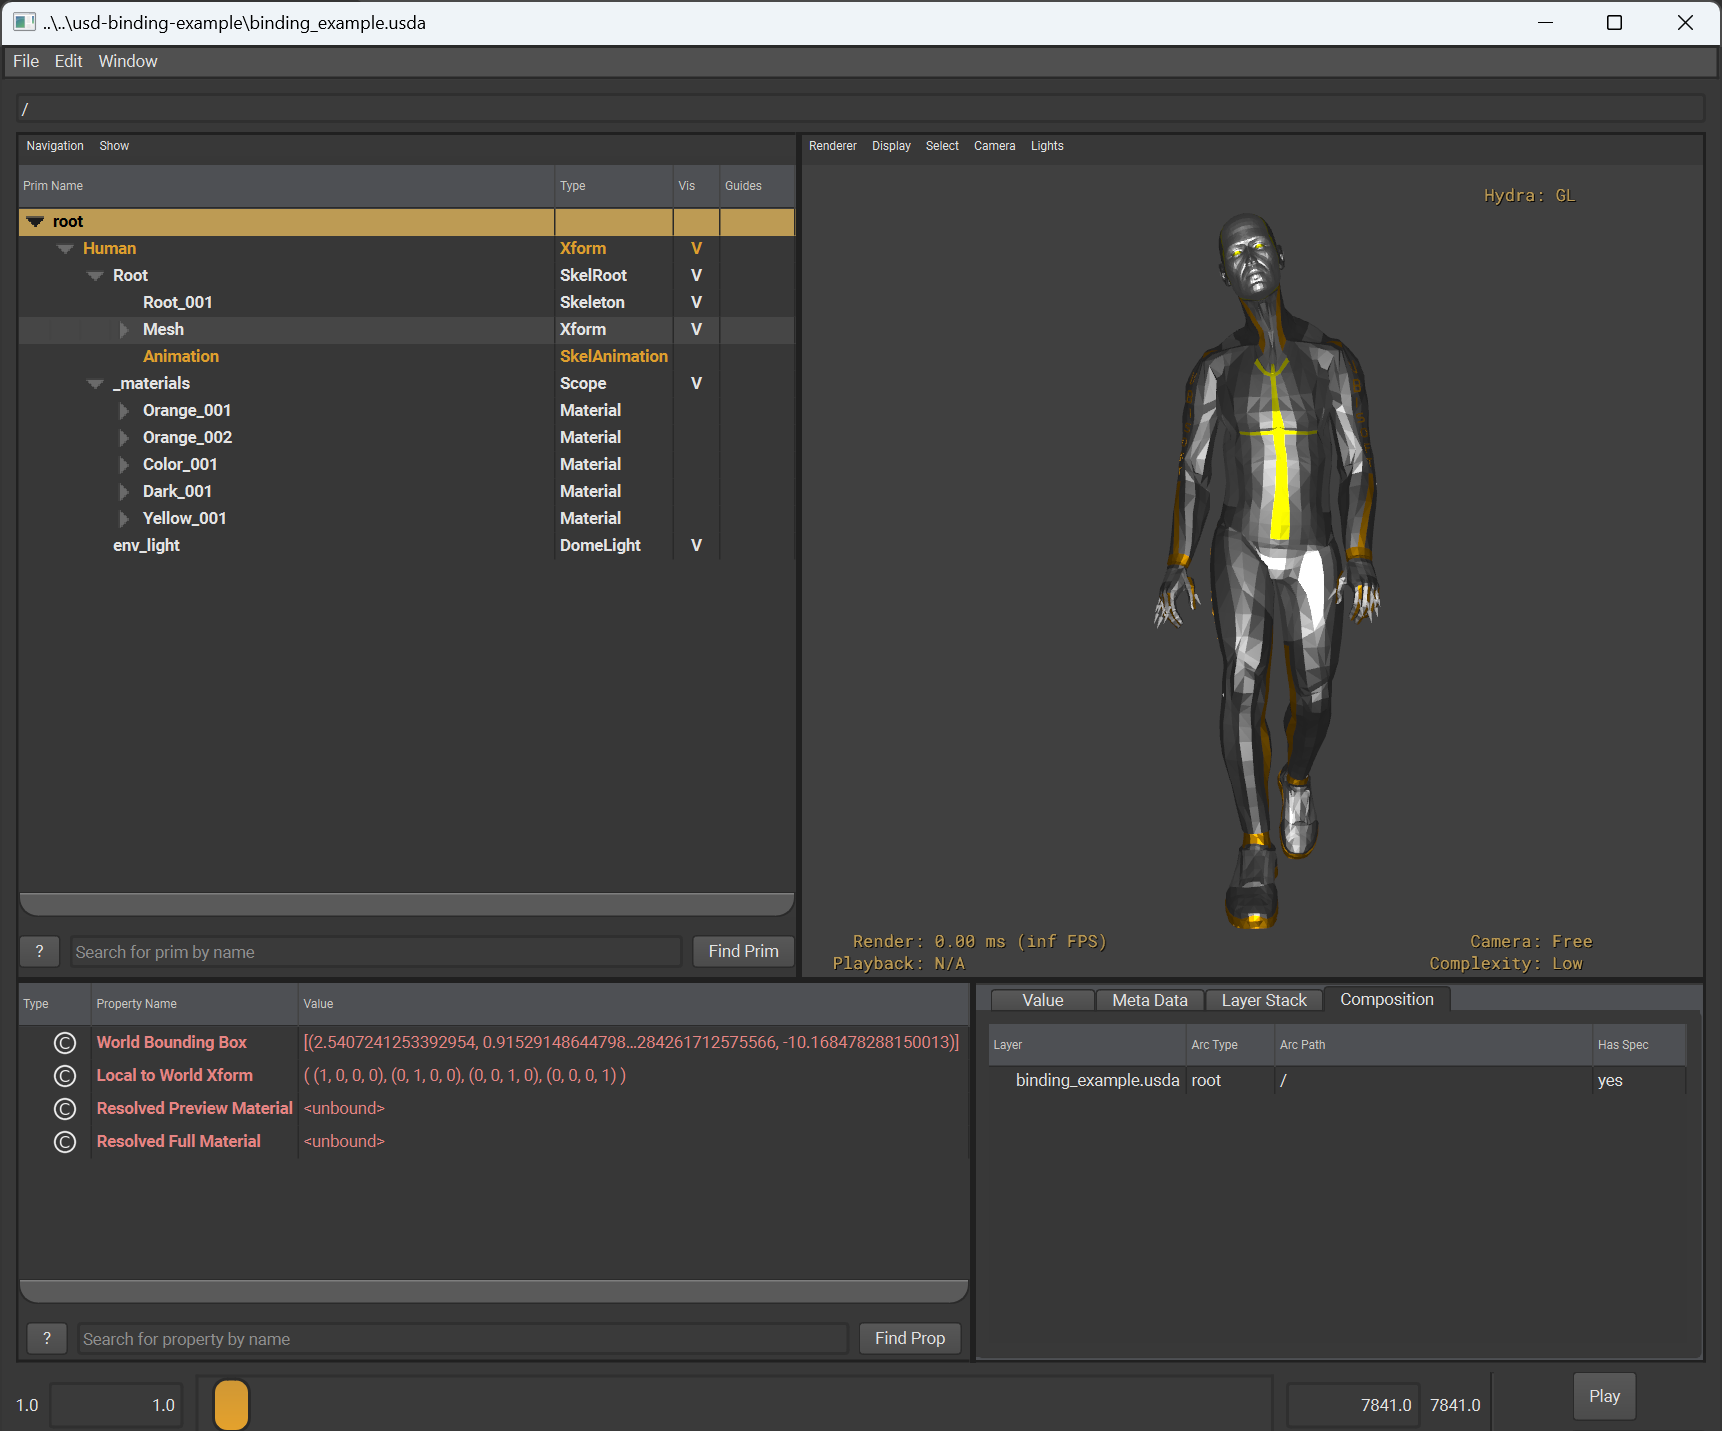 ..\..\usd-binding-example\binding_example.usda
File Edit Window
/
Navigation Show
Prim Name Type Vis Guides
root
Human Xform V
Root SkelRoot V
Root_001 Skeleton V
Mesh Xform V
Animation SkelAnimation
_materials Scope V
Orange_001 Material
Orange_002 Material
Color_001 Material
Dark_001 Material
Yellow_001 Material
env_light DomeLight V
? Search for prim by name Find Prim
Renderer Display Select Camera Lights
Hydra: GL
Render: 0.00 ms (inf FPS)
Playback: N/A
Camera: Free
Complexity: Low
Type Property Name Value
C World Bounding Box [(2.5407241253392954, 0.91529148644798...284261712575566, -10.168478288150013)]
C Local to World Xform ( (1, 0, 0, 0), (0, 1, 0, 0), (0, 0, 1, 0), (0, 0, 0, 1) )
C Resolved Preview Material <unbound>
C Resolved Full Material <unbound>
? Search for property by name Find Prop
Value Meta Data Layer Stack Composition
Layer Arc Type Arc Path Has Spec
binding_example.usda root / yes
1.0 1.0 7841.0 7841.0 Play